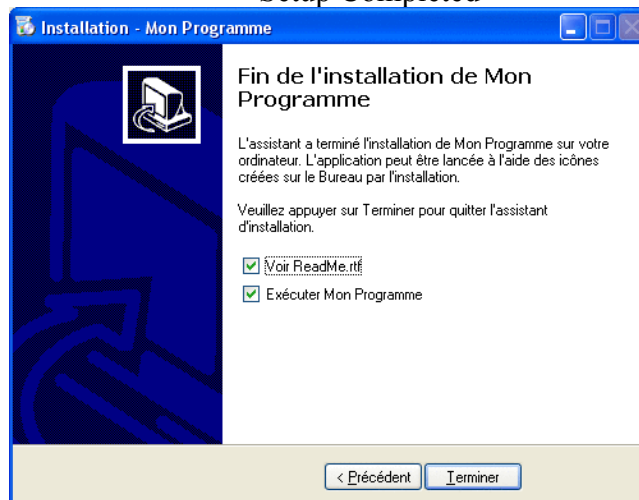 Setup Completed
Installation - Mon Programme
Fin de l'installation de Mon
Programme
L'assistant a terminé l'installation de Mon Programme sur votre
ordinateur. L'application peut être lancée à l'aide des icônes
créées sur le Bureau par l'installation.
Veuillez appuyer sur Terminer pour quitter l'assistant
d'installation.
Voir ReadMe.rtf
Exécuter Mon Programme
< Précédent
Terminer